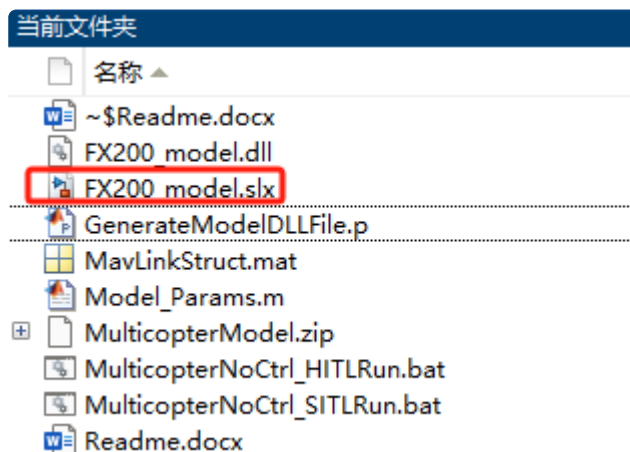 当前文件夹
名称
~$Readme.docx
FX200_model.dll
FX200_model.slx
GenerateModelDLLFile.p
MavLinkStruct.mat
Model_Params.m
MulticopterModel.zip
MulticopterNoCtrl_HITLRun.bat
MulticopterNoCtrl_SITLRun.bat
Readme.docx